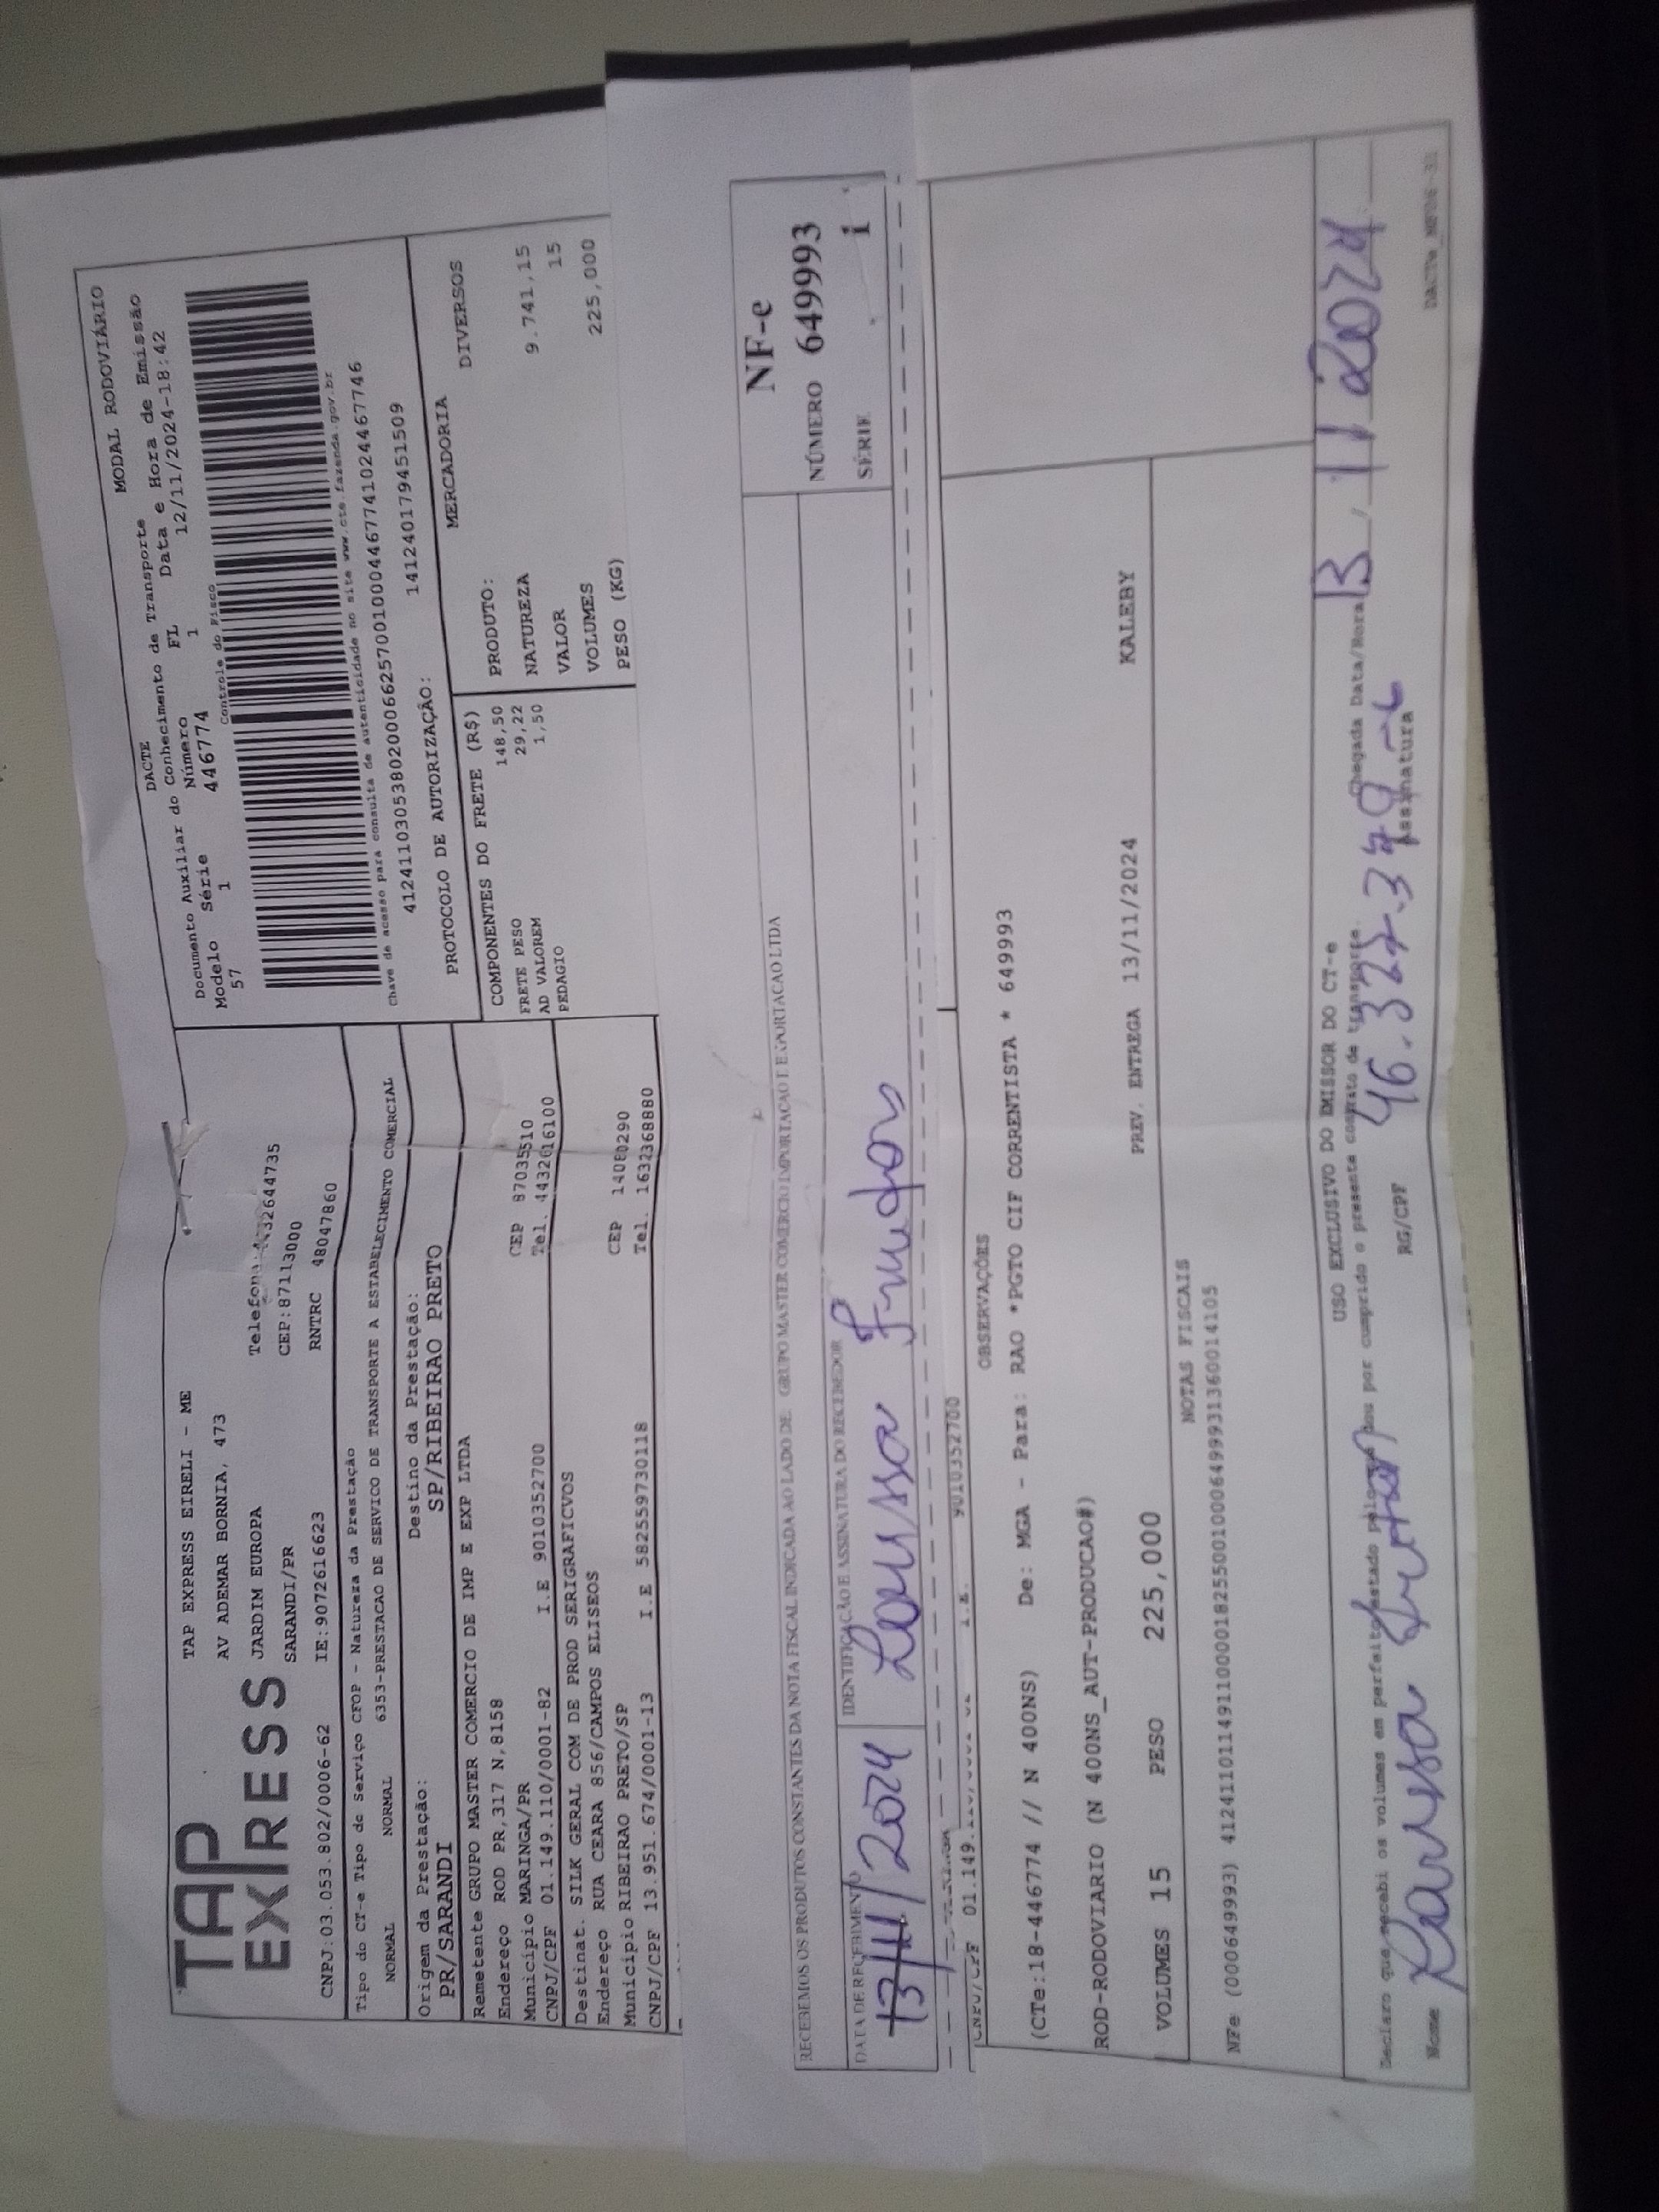 TAP
EXPRESS
TAP EXPRESS EIRELI - ME
AV ADEMAR BORNIA, 473
JARDIM EUROPA
SARANDI/PR
Telefone: 4432644735
CEP:87113000
CNPJ:03.053.802/0006-62 IE:9072616623 RNTRC 48047860
DACTE MODAL RODOVIÁRIO
Documento Auxiliar do Conhecimento de Transporte
Modelo Série Número FL Data e Hora de Emissão
57 1 446774 1 12/11/2024-18:42
Controle do Fisco
Chave de acesso para consulta de autenticidade no site www.cte.fazenda.gov.br
41241103053802000662570010004467741024467746
PROTOCOLO DE AUTORIZAÇÃO: 141240179451509
Tipo do CT-e Tipo de Serviço CFOP - Natureza da Prestação
NORMAL NORMAL 6353-PRESTACAO DE SERVICO DE TRANSPORTE A ESTABELECIMENTO COMERCIAL
Origem da Prestação: Destino da Prestação:
PR/SARANDI SP/RIBEIRAO PRETO
Remetente GRUPO MASTER COMERCIO DE IMP E EXP LTDA
Endereço ROD PR,317 N,8158 CEP 87035510
Município MARINGA/PR Tel. 4432616100
CNPJ/CPF 01.149.110/0001-82 I.E 9010352700
Destinat. SILK GERAL COM DE PROD SERIGRAFICVOS
Endereço RUA CEARA 856/CAMPOS ELISEOS CEP 14080290
Município RIBEIRAO PRETO/SP Tel. 1632368880
CNPJ/CPF 13.951.674/0001-13 I.E 582559730118
COMPONENTES DO FRETE (R$)
FRETE PESO 148,50
AD VALOREM 29,22
PEDAGIO 1,50
MERCADORIA
PRODUTO: DIVERSOS
NATUREZA
VALOR 9.741,15
VOLUMES 15
PESO (KG) 225,000
RECEBEMOS OS PRODUTOS CONSTANTES DA NOTA FISCAL INDICADA AO LADO DE: GRUPO MASTER COMERCIO IMPORTACAO E EXPORTACAO LTDA
DATA DE RECEBIMENTO IDENTIFICAÇÃO E ASSINATURA DO RECEBEDOR
13/11/2024 Larissa
NF-e
NÚMERO 649993
SÉRIE 1
CNPJ/CPF 01.149. I.E. 9010352700
OBSERVAÇÕES
(CTe:18-446774 // N 400NS) De: MGA - Para: RAO *PGTO CIF CORRENTISTA * 649993
ROD-RODOVIARIO (N 400NS_AUT-PRODUCAO#)
VOLUMES 15 PESO 225,000 PREV. ENTREGA 13/11/2024 KALEBY
NOTAS FISCAIS
NFe (000649993) 41241101149110000182550010006499931360014105
USO EXCLUSIVO DO EMISSOR DO CT-e
Declaro que recebi os volumes em perfeito estado pelo que dou por cumprido o presente contrato de transporte.
Chegada Data/Hora 13/11/2024
Nome Larissa RG/CPF Assinatura